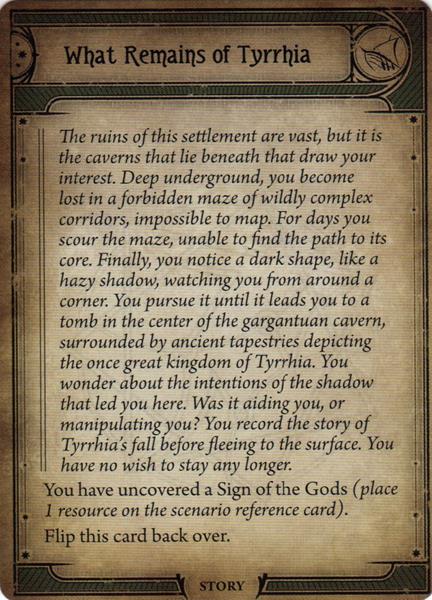 What Remains of Tyrrhia
The ruins of this settlement are vast, but it is
the caverns that lie beneath that draw your
interest. Deep underground, you become
lost in a forbidden maze of wildly complex
corridors, impossible to map. For days you
scour the maze, unable to find the path to its
core. Finally, you notice a dark shape, like a
hazy shadow, watching you from around a
corner. You pursue it until it leads you to a
tomb in the center of the gargantuan cavern,
surrounded by ancient tapestries depicting
the once great kingdom of Tyrrhia. You
wonder about the intentions of the shadow
that led you here. Was it aiding you, or
manipulating you? You record the story of
Tyrrhia's fall before fleeing to the surface. You
have no wish to stay any longer.
You have uncovered a Sign of the Gods (place
1 resource on the scenario reference card).
Flip this card back over.
STORY